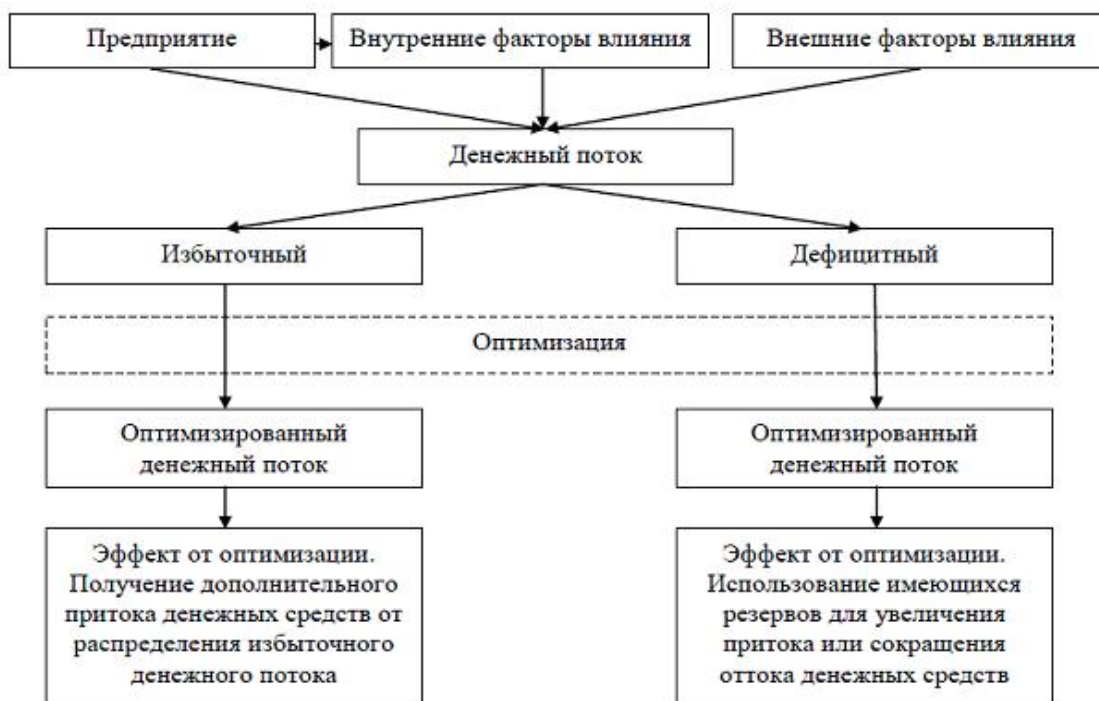 Предприятие
Внутренние факторы влияния
Внешние факторы влияния
Денежный поток
Избыточный
Дефицитный
Оптимизация
Оптимизированный
денежный поток
Оптимизированный
денежный поток
Эффект от оптимизации.
Получение дополнительного
притока денежных средств от
распределения избыточного
денежного потока
Эффект от оптимизации.
Использование имеющихся
резервов для увеличения
притока или сокращения
оттока денежных средств